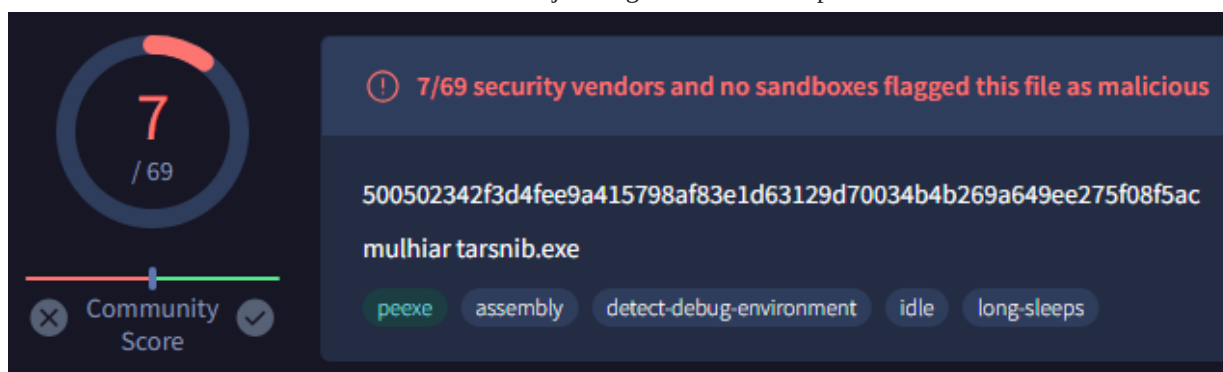 7
/ 69
Community
Score
7/69 security vendors and no sandboxes flagged this file as malicious
500502342f3d4fee9a415798af83e1d63129d70034b4b269a649ee275f08f5ac
mulhiar tarsnib.exe
peexe assembly detect-debug-environment idle long-sleeps